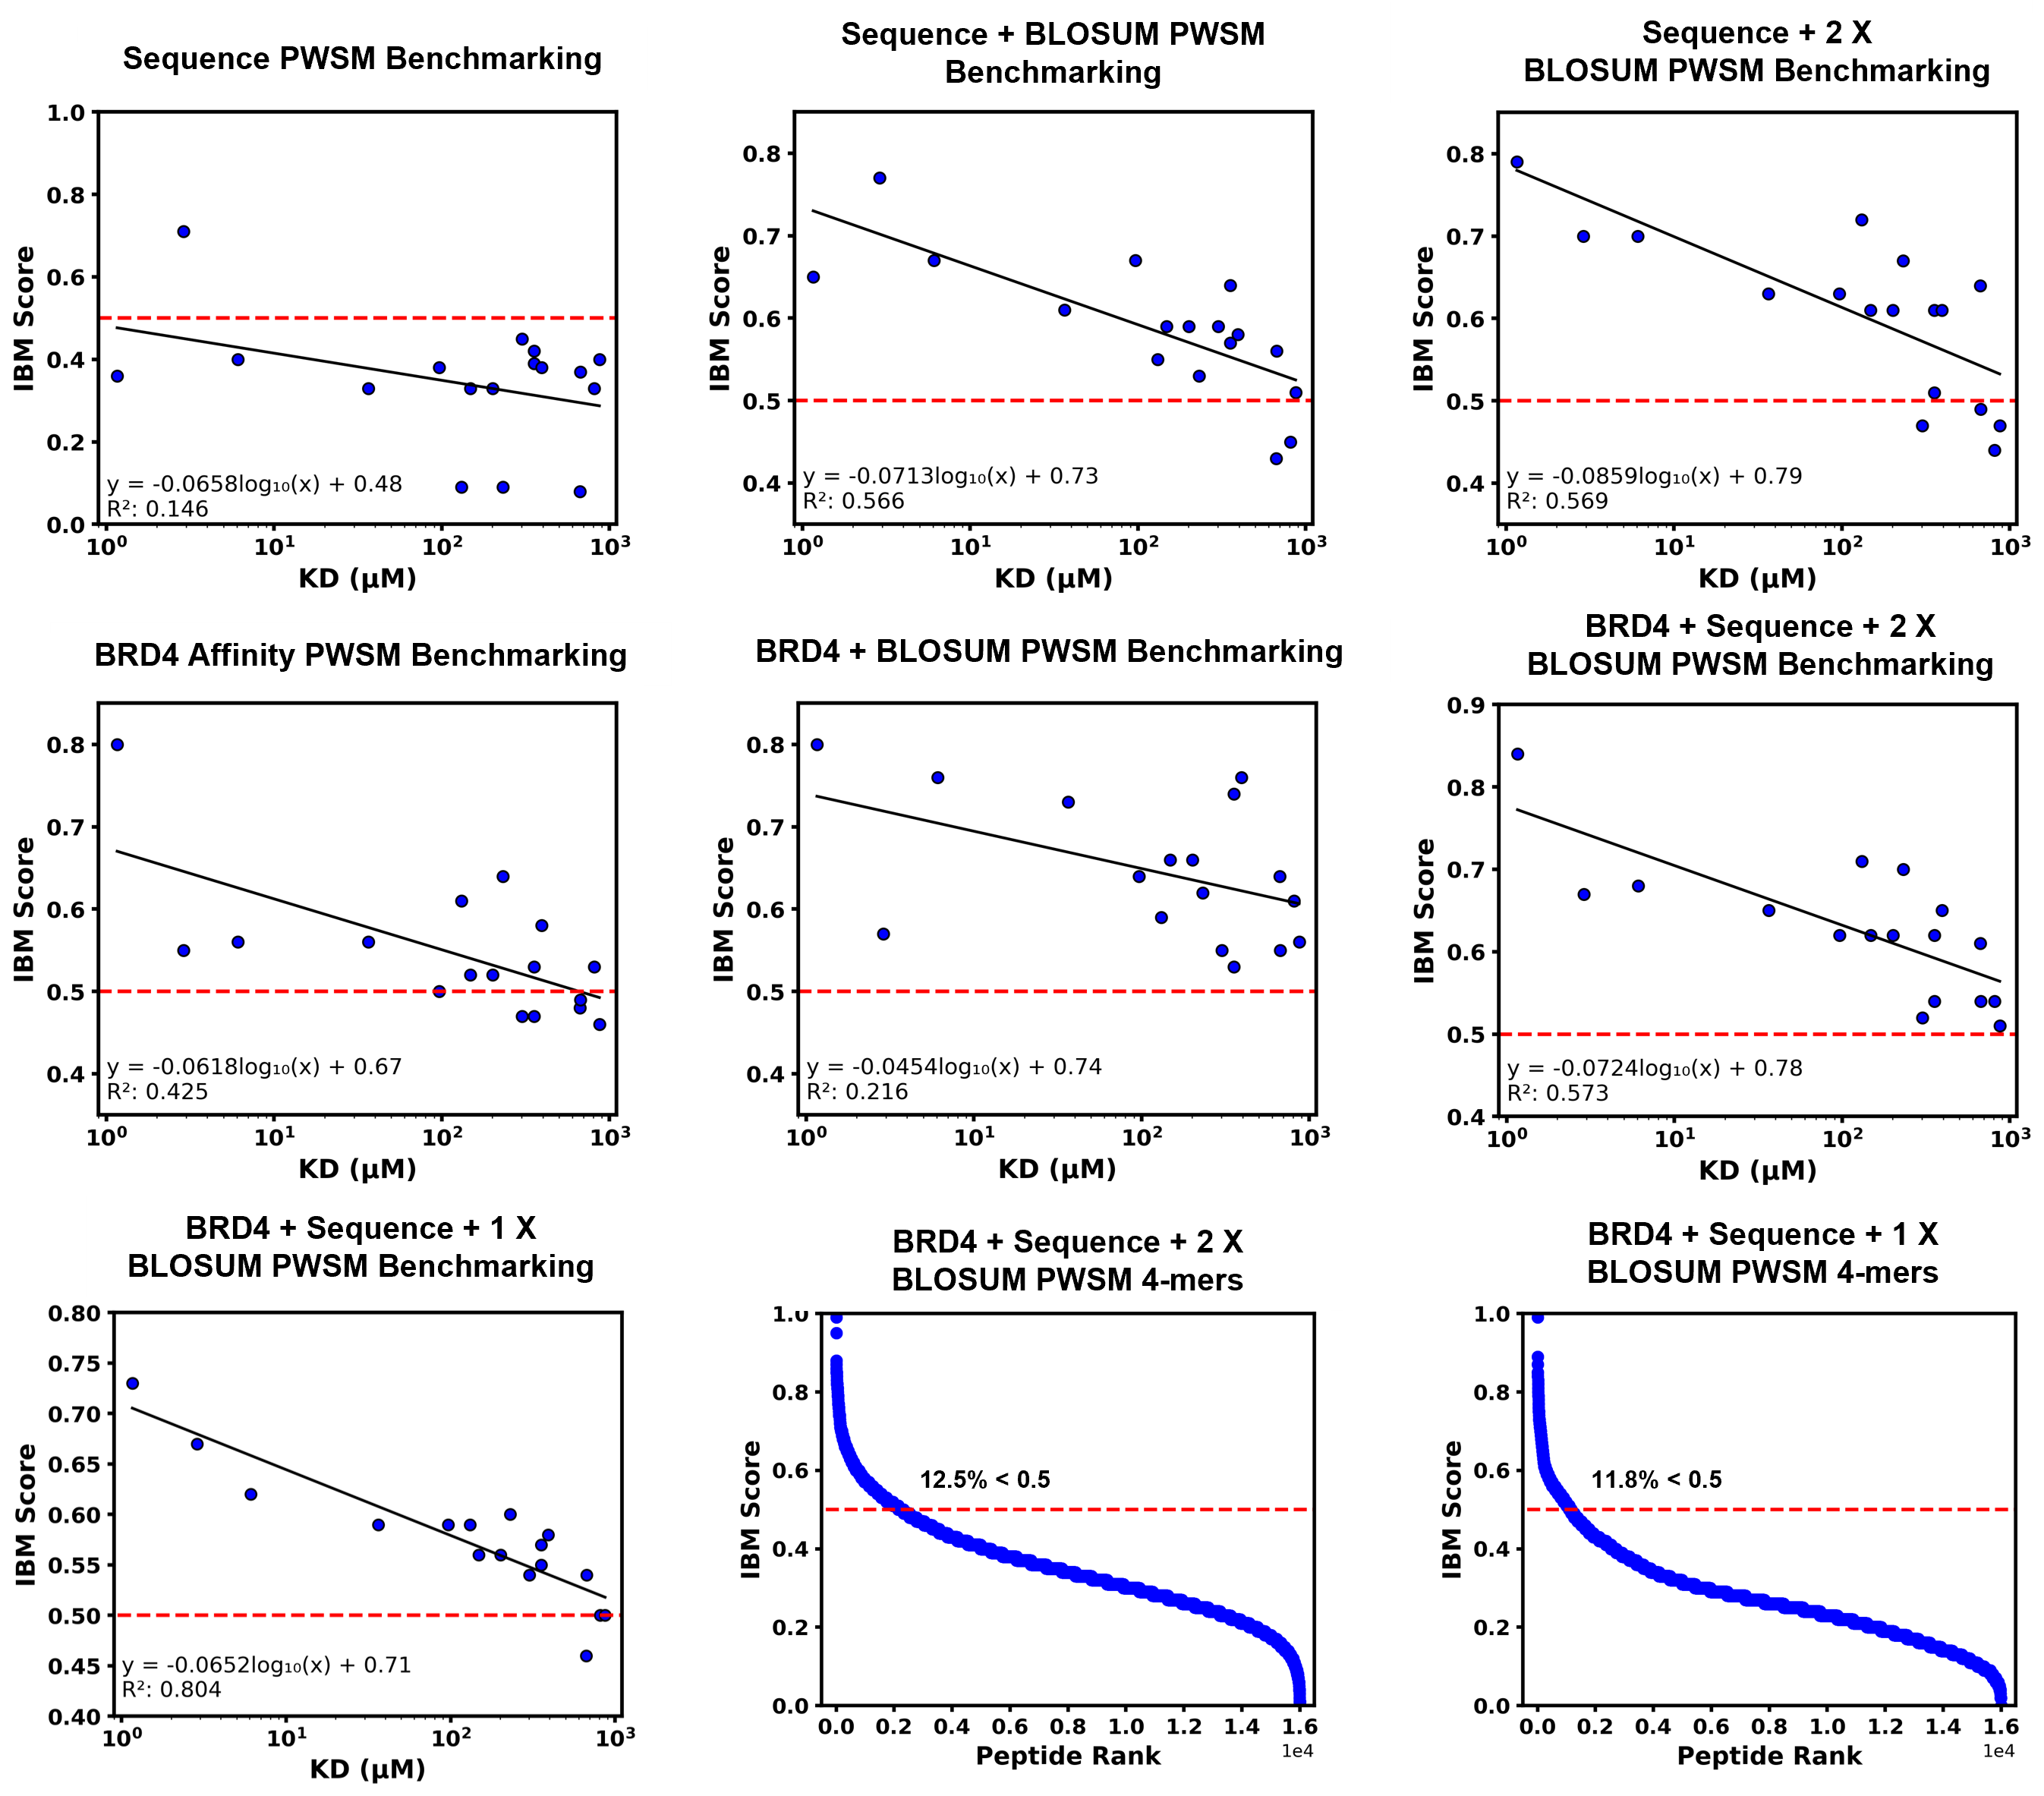 Sequence PWSM Benchmarking
1.0
0.8
0.6
0.4
0.2
0.0
IBM Score
y = -0.0658log₁₀(x) + 0.48
R²: 0.146
10⁰ 10¹ 10² 10³
KD (μM)
Sequence + BLOSUM PWSM
Benchmarking
0.8
0.7
0.6
0.5
0.4
IBM Score
y = -0.0713log₁₀(x) + 0.73
R²: 0.566
10⁰ 10¹ 10² 10³
KD (μM)
Sequence + 2 X
BLOSUM PWSM Benchmarking
0.8
0.7
0.6
0.5
0.4
IBM Score
y = -0.0859log₁₀(x) + 0.79
R²: 0.569
10⁰ 10¹ 10² 10³
KD (μM)
BRD4 Affinity PWSM Benchmarking
0.8
0.7
0.6
0.5
0.4
IBM Score
y = -0.0618log₁₀(x) + 0.67
R²: 0.425
10⁰ 10¹ 10² 10³
KD (μM)
BRD4 + BLOSUM PWSM Benchmarking
0.8
0.7
0.6
0.5
0.4
IBM Score
y = -0.0454log₁₀(x) + 0.74
R²: 0.216
10⁰ 10¹ 10² 10³
KD (μM)
BRD4 + Sequence + 2 X
BLOSUM PWSM Benchmarking
0.9
0.8
0.7
0.6
0.5
0.4
IBM Score
y = -0.0724log₁₀(x) + 0.78
R²: 0.573
10⁰ 10¹ 10² 10³
KD (μM)
BRD4 + Sequence + 1 X
BLOSUM PWSM Benchmarking
0.80
0.75
0.70
0.65
0.60
0.55
0.50
0.45
0.40
IBM Score
y = -0.0652log₁₀(x) + 0.71
R²: 0.804
10⁰ 10¹ 10² 10³
KD (μM)
BRD4 + Sequence + 2 X
BLOSUM PWSM 4-mers
1.0
0.8
0.6
0.4
0.2
0.0
IBM Score
12.5% < 0.5
0.0 0.2 0.4 0.6 0.8 1.0 1.2 1.4 1.6
1e4
Peptide Rank
BRD4 + Sequence + 1 X
BLOSUM PWSM 4-mers
1.0
0.8
0.6
0.4
0.2
0.0
IBM Score
11.8% < 0.5
0.0 0.2 0.4 0.6 0.8 1.0 1.2 1.4 1.6
1e4
Peptide Rank